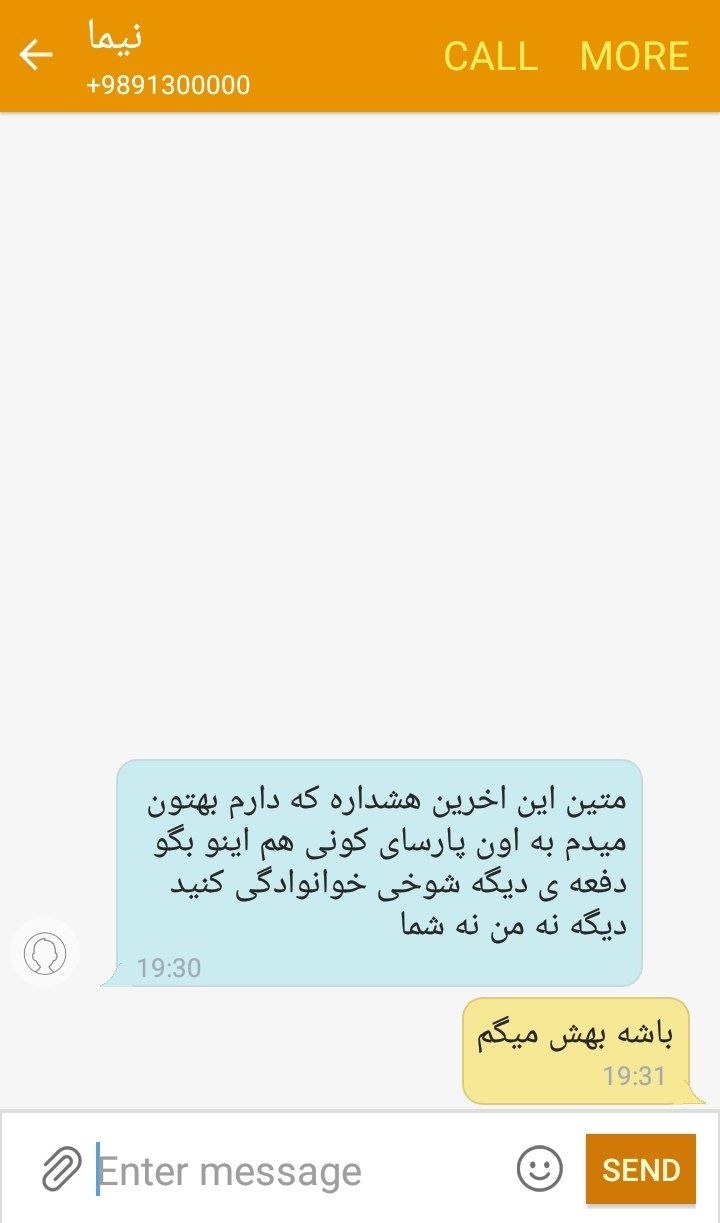 نیما
+9891300000
CALL
MORE
متین این اخرین هشداره که دارم بهتون
میدم به اون پارسای کونی هم اینو بگو
دفعه ی دیگه شوخی خوانوادگی کنید
دیگه نه من نه شما
19:30
باشه بهش میگم
19:31
Enter message
SEND